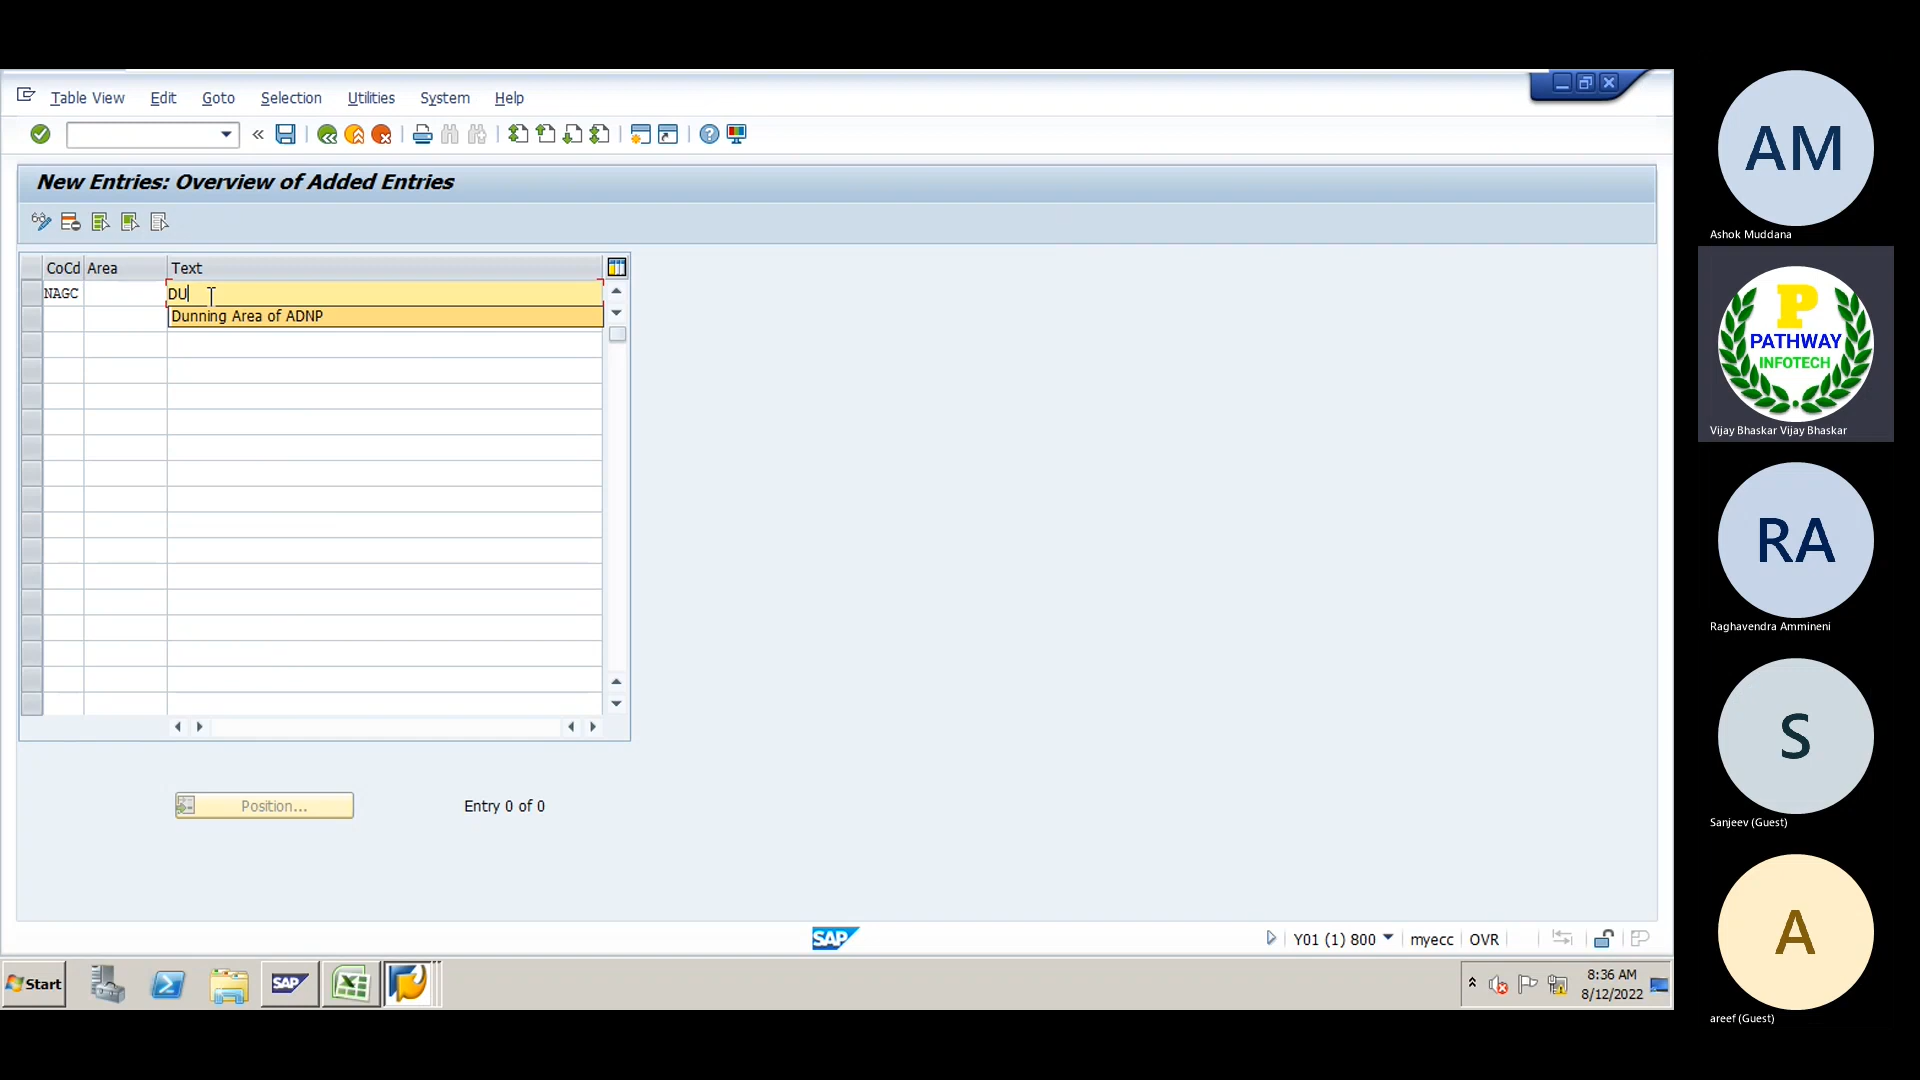 Table View Edit Goto Selection Utilities System Help
New Entries: Overview of Added Entries
CoCd Area Text
NAGC DU
Dunning Area of ADNP
Position... Entry 0 of 0
SAP Y01 (1) 800 myecc OVR
Start SAP 8:36 AM
8/12/2022
AM
Ashok Muddana
P
PATHWAY
INFOTECH
Vijay Bhaskar Vijay Bhaskar
RA
Raghavendra Ammineni
S
Sanjeev (Guest)
A
areef (Guest)